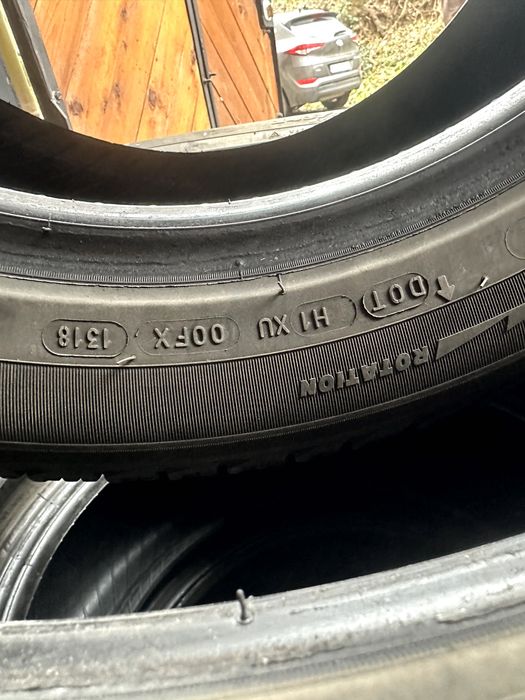 DOT H1 XU 00FX 1318
ROTATION